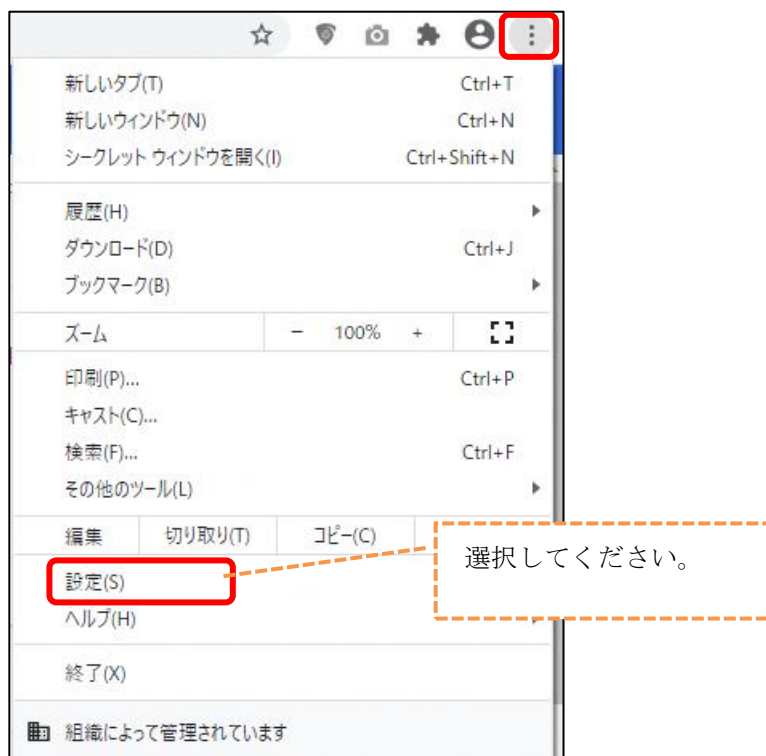 新しいタブ(T) Ctrl+T
新しいウィンドウ(N) Ctrl+N
シークレット ウィンドウを開く(I) Ctrl+Shift+N
履歴(H)
ダウンロード(D) Ctrl+J
ブックマーク(B)
ズーム － 100% +
印刷(P)... Ctrl+P
キャスト(C)...
検索(F)... Ctrl+F
その他のツール(L)
編集 切り取り(T) コピー(C)
選択してください。
設定(S)
ヘルプ(H)
終了(X)
組織によって管理されています